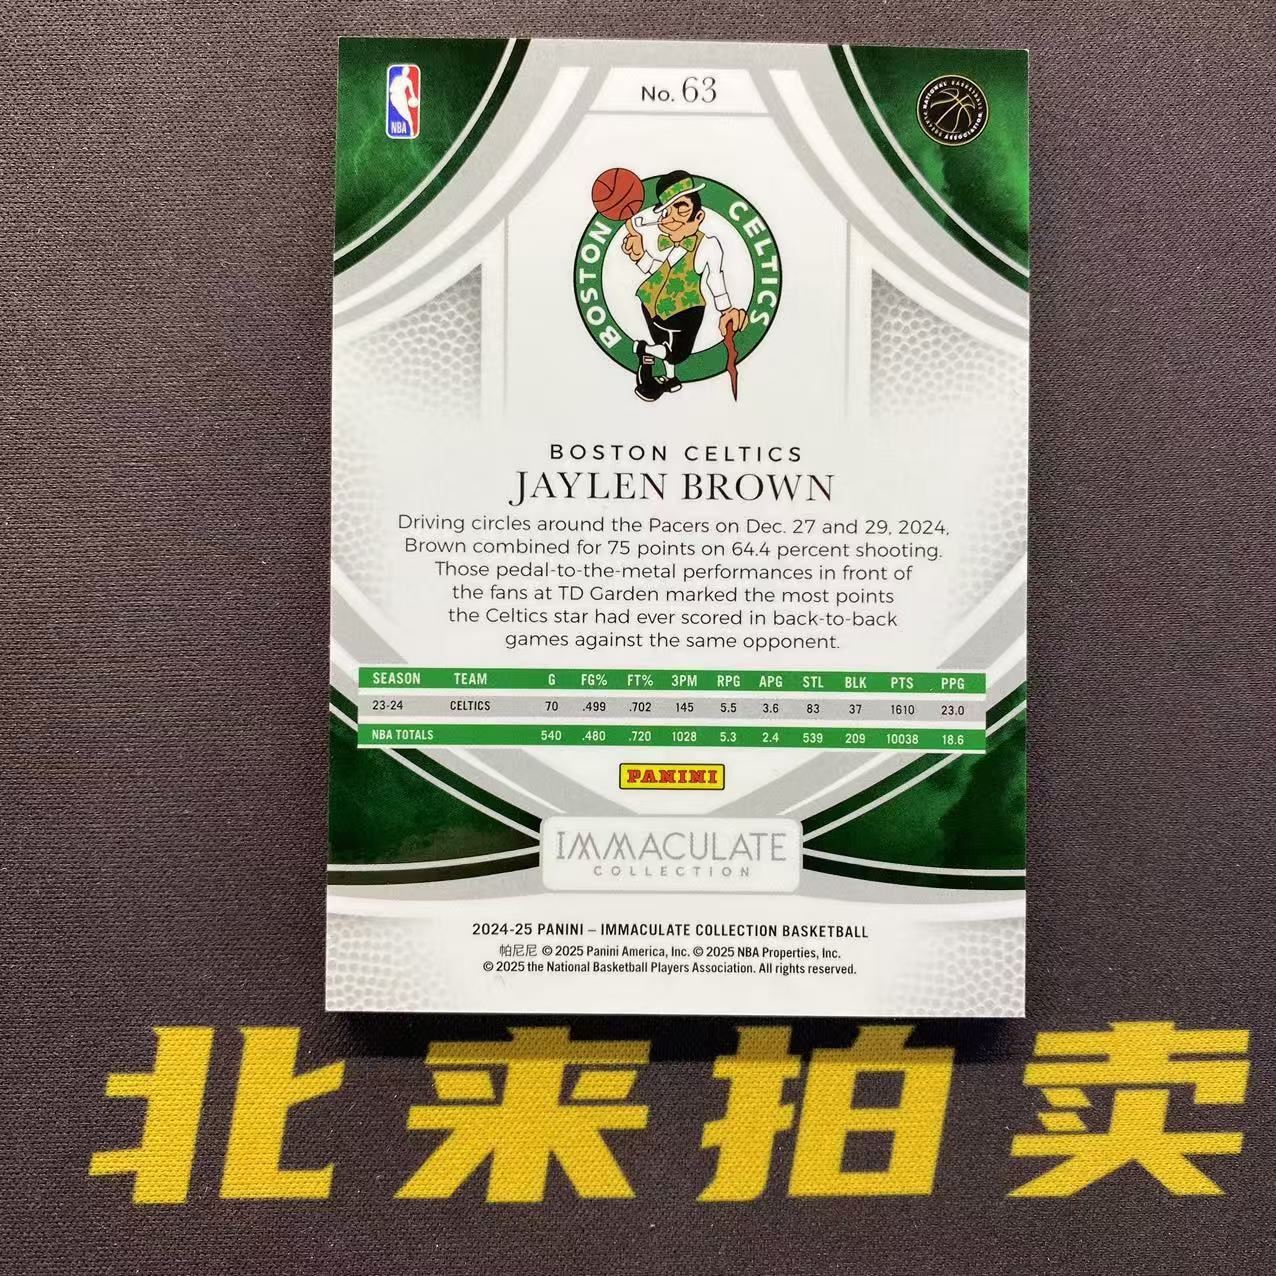 No. 63
NBA
NATIONAL BASKETBALL
PLAYERS ASSOCIATION
BOSTON CELTICS
BOSTON CELTICS
JAYLEN BROWN
Driving circles around the Pacers on Dec. 27 and 29, 2024,
Brown combined for 75 points on 64.4 percent shooting.
Those pedal-to-the-metal performances in front of
the fans at TD Garden marked the most points
the Celtics star had ever scored in back-to-back
games against the same opponent.
SEASON TEAM G FG% FT% 3PM RPG APG STL BLK PTS PPG
23-24 CELTICS 70 .499 .702 145 5.5 3.6 83 37 1610 23.0
NBA TOTALS 540 .480 .720 1028 5.3 2.4 539 209 10038 18.6
PANINI
IMMACULATE
COLLECTION
2024-25 PANINI – IMMACULATE COLLECTION BASKETBALL
帕尼尼 © 2025 Panini America, Inc. © 2025 NBA Properties, Inc.
© 2025 the National Basketball Players Association. All rights reserved.
北来拍卖